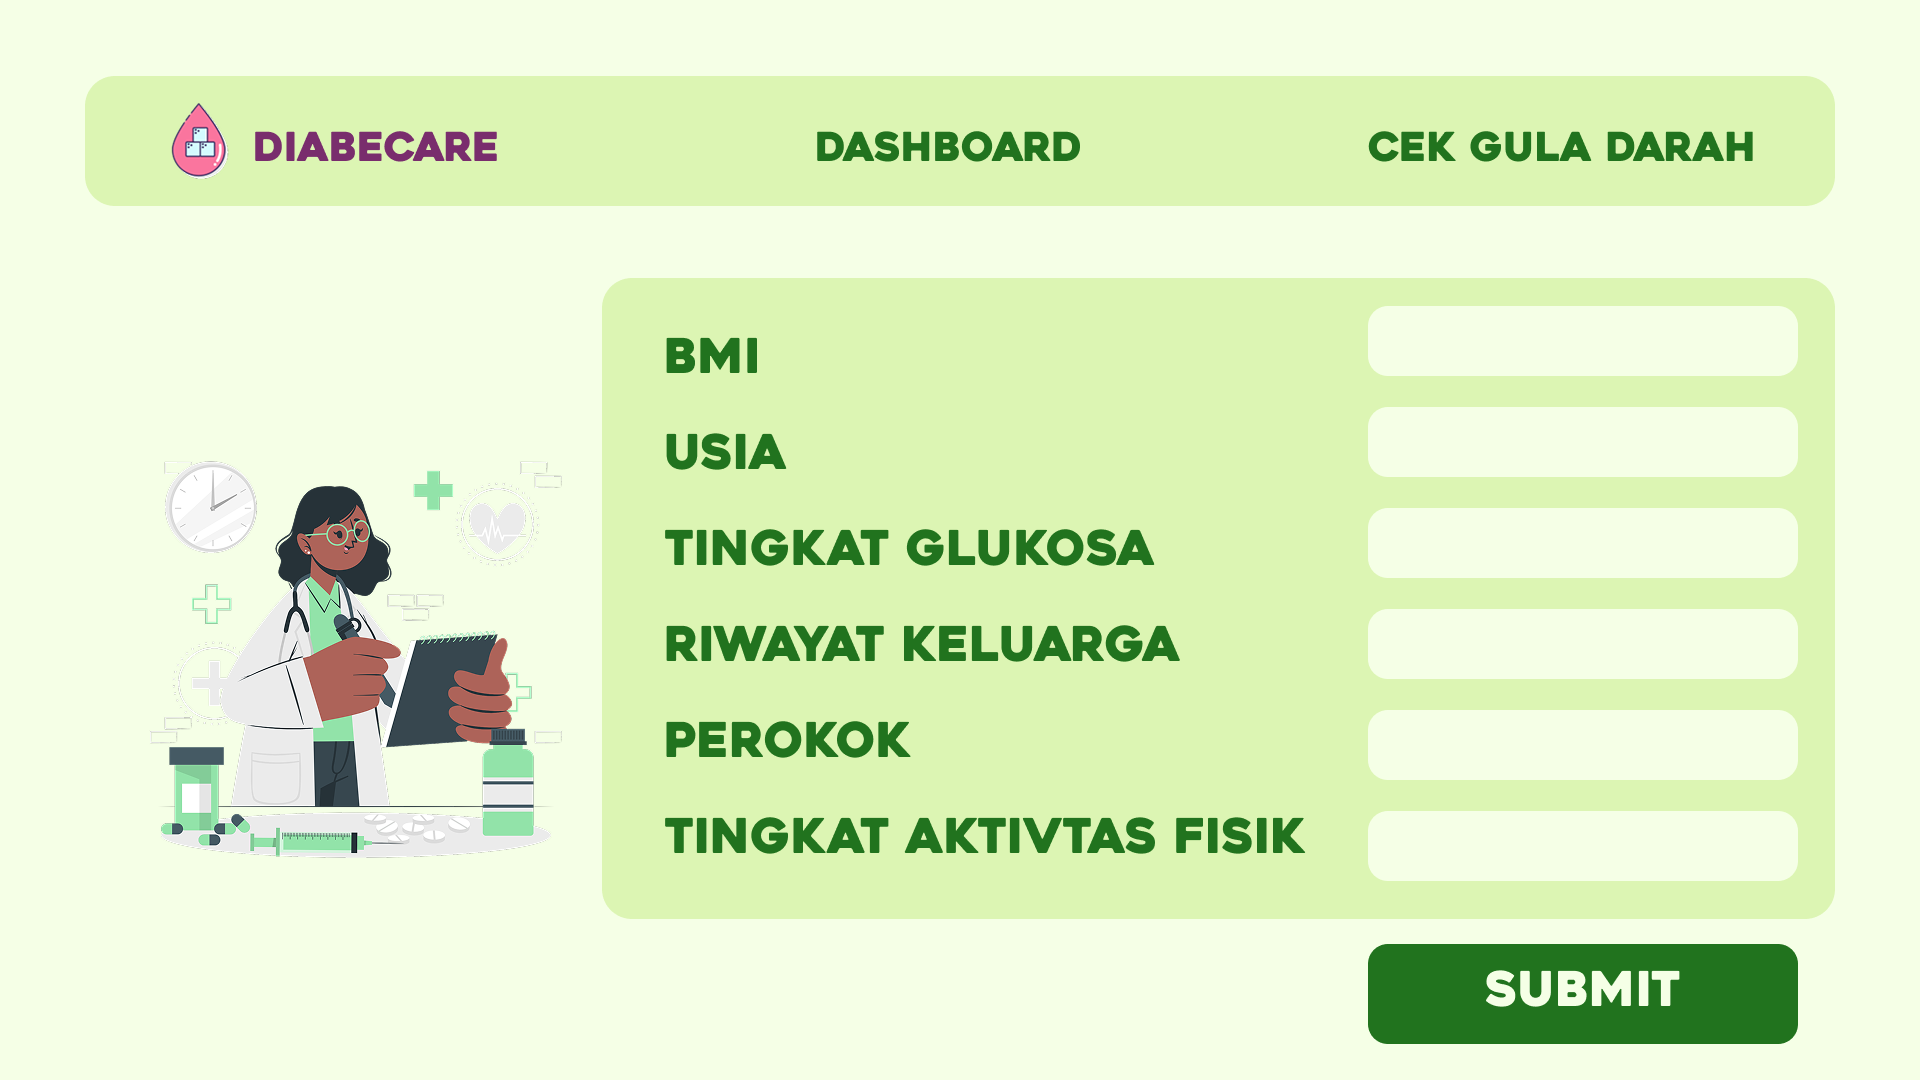 DIABECARE
DASHBOARD
CEK GULA DARAH
BMI
USIA
TINGKAT GLUKOSA
RIWAYAT KELUARGA
PEROKOK
TINGKAT AKTIVTAS FISIK
SUBMIT